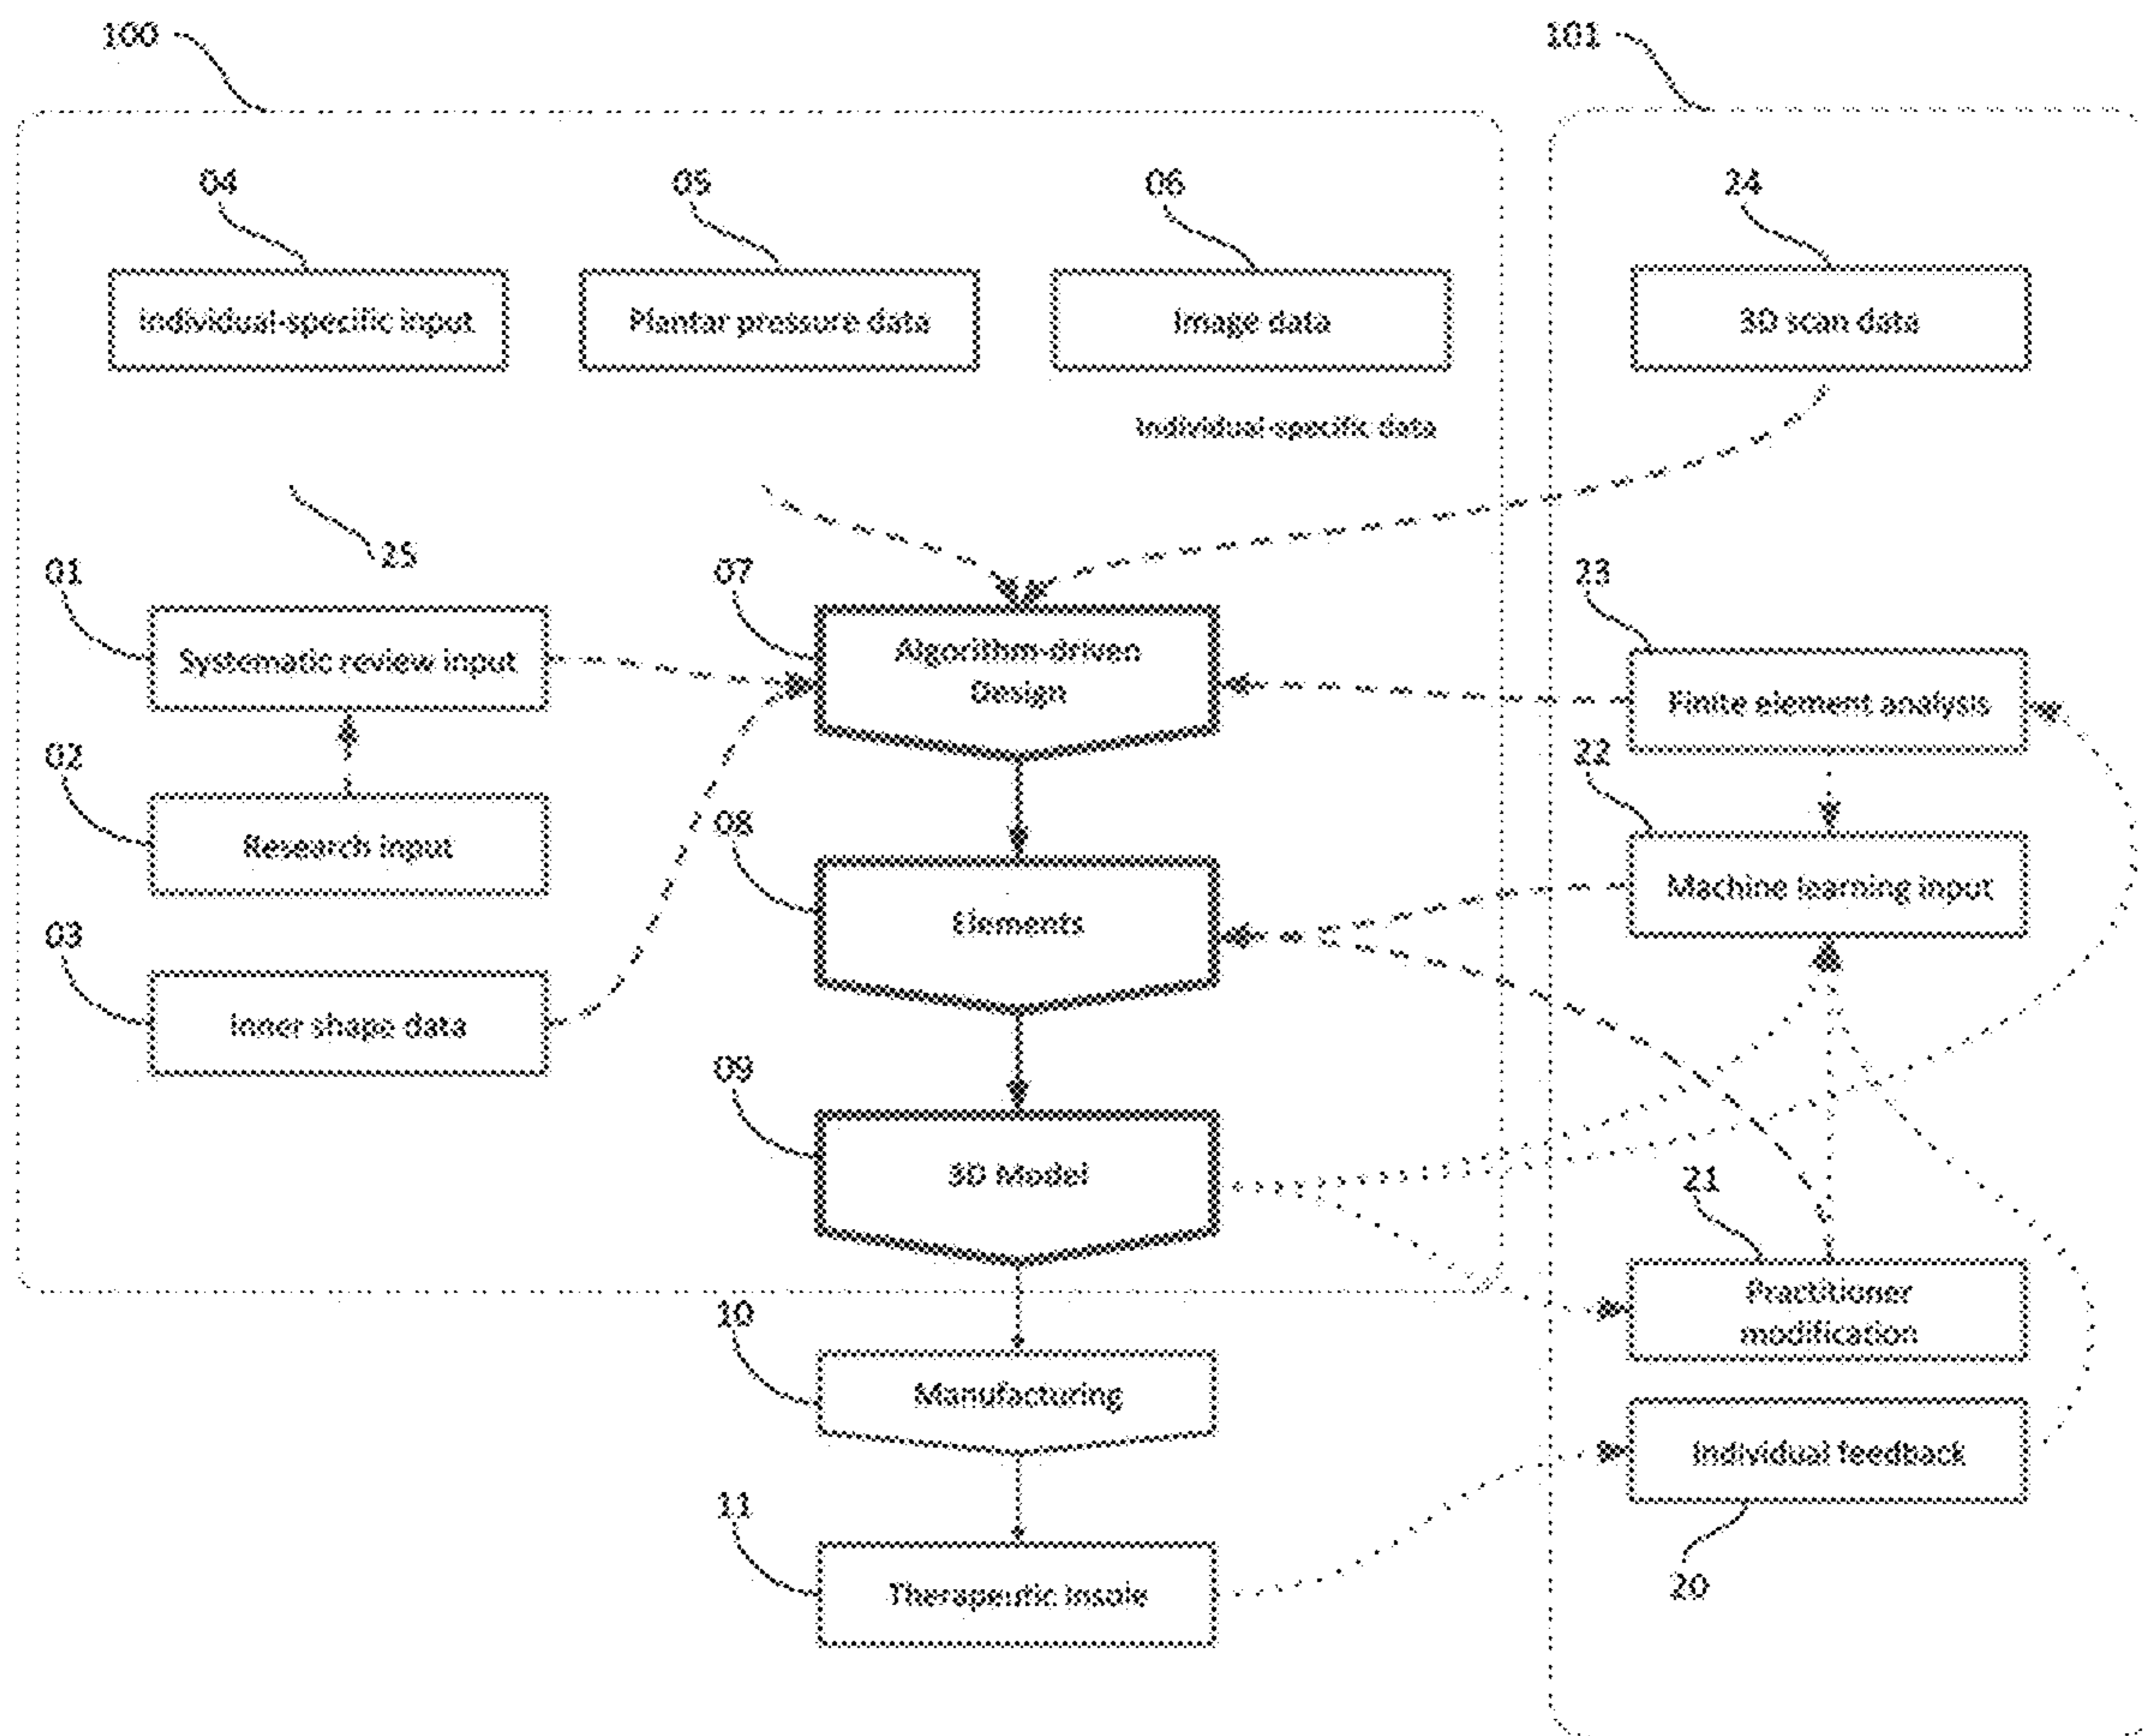 100
101
04
05
06
24
Individual-specific input
Plantar pressure data
Image data
3D scan data
Individual-specific data
25
01
07
23
Systematic review input
Algorithm-driven
Design
Finite element analysis
02
22
Research input
08
Machine learning input
Elements
03
Inner shape data
09
3D Model
21
Practitioner
modification
10
Manufacturing
Individual feedback
11
20
Therapeutic insole